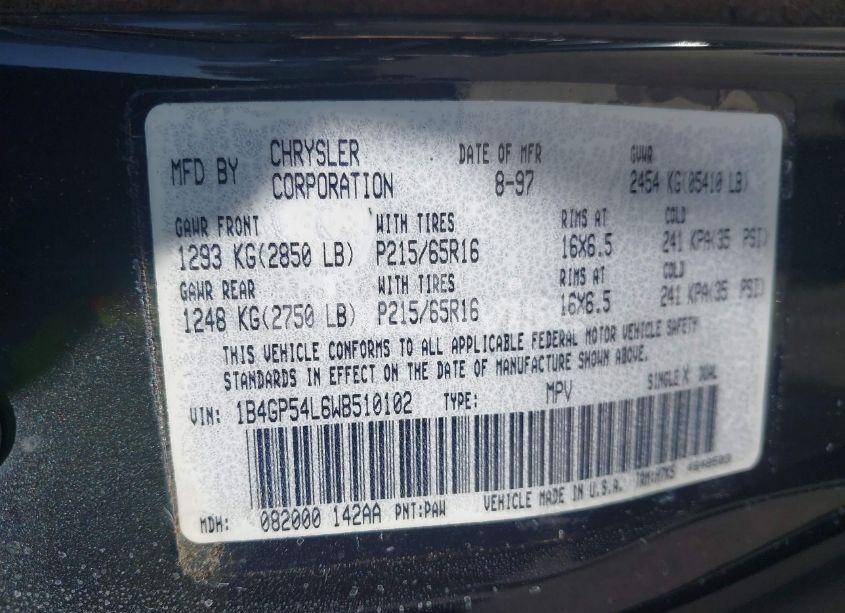 MFD BY CHRYSLER CORPORATION DATE OF MFR 8-97 GVWR 2454 KG(05410 LB)
GAWR FRONT WITH TIRES RIMS AT COLD
1293 KG(2850 LB) P215/65R16 16X6.5 241 KPA(35 PSI)
GAWR REAR WITH TIRES RIMS AT COLD
1248 KG(2750 LB) P215/65R16 16X6.5 241 KPA(35 PSI)
THIS VEHICLE CONFORMS TO ALL APPLICABLE FEDERAL MOTOR VEHICLE SAFETY
STANDARDS IN EFFECT ON THE DATE OF MANUFACTURE SHOWN ABOVE.
VIN: 1B4GP54L6WB510102 TYPE: MPV SINGLE X DUAL
MDH: 082000 142AA PNT:PAW VEHICLE MADE IN U.S.A.